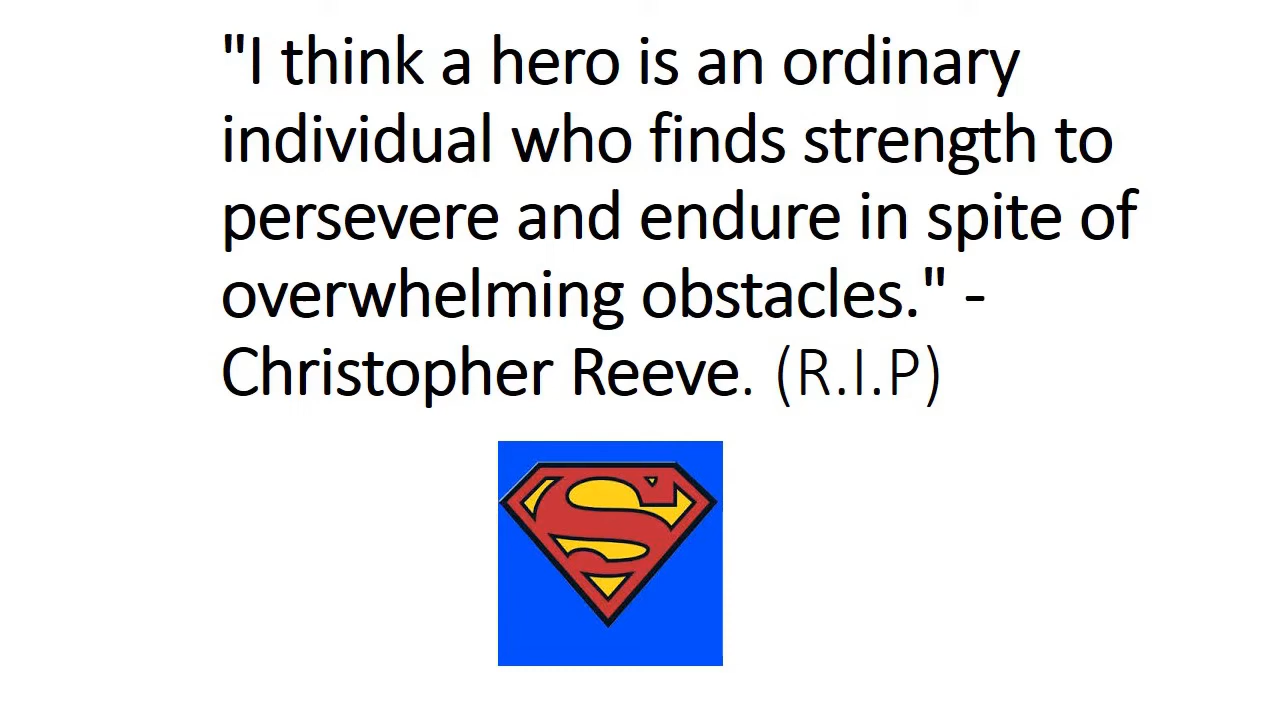 "I think a hero is an ordinary
individual who finds strength to
persevere and endure in spite of
overwhelming obstacles." -
Christopher Reeve. (R.I.P)
S